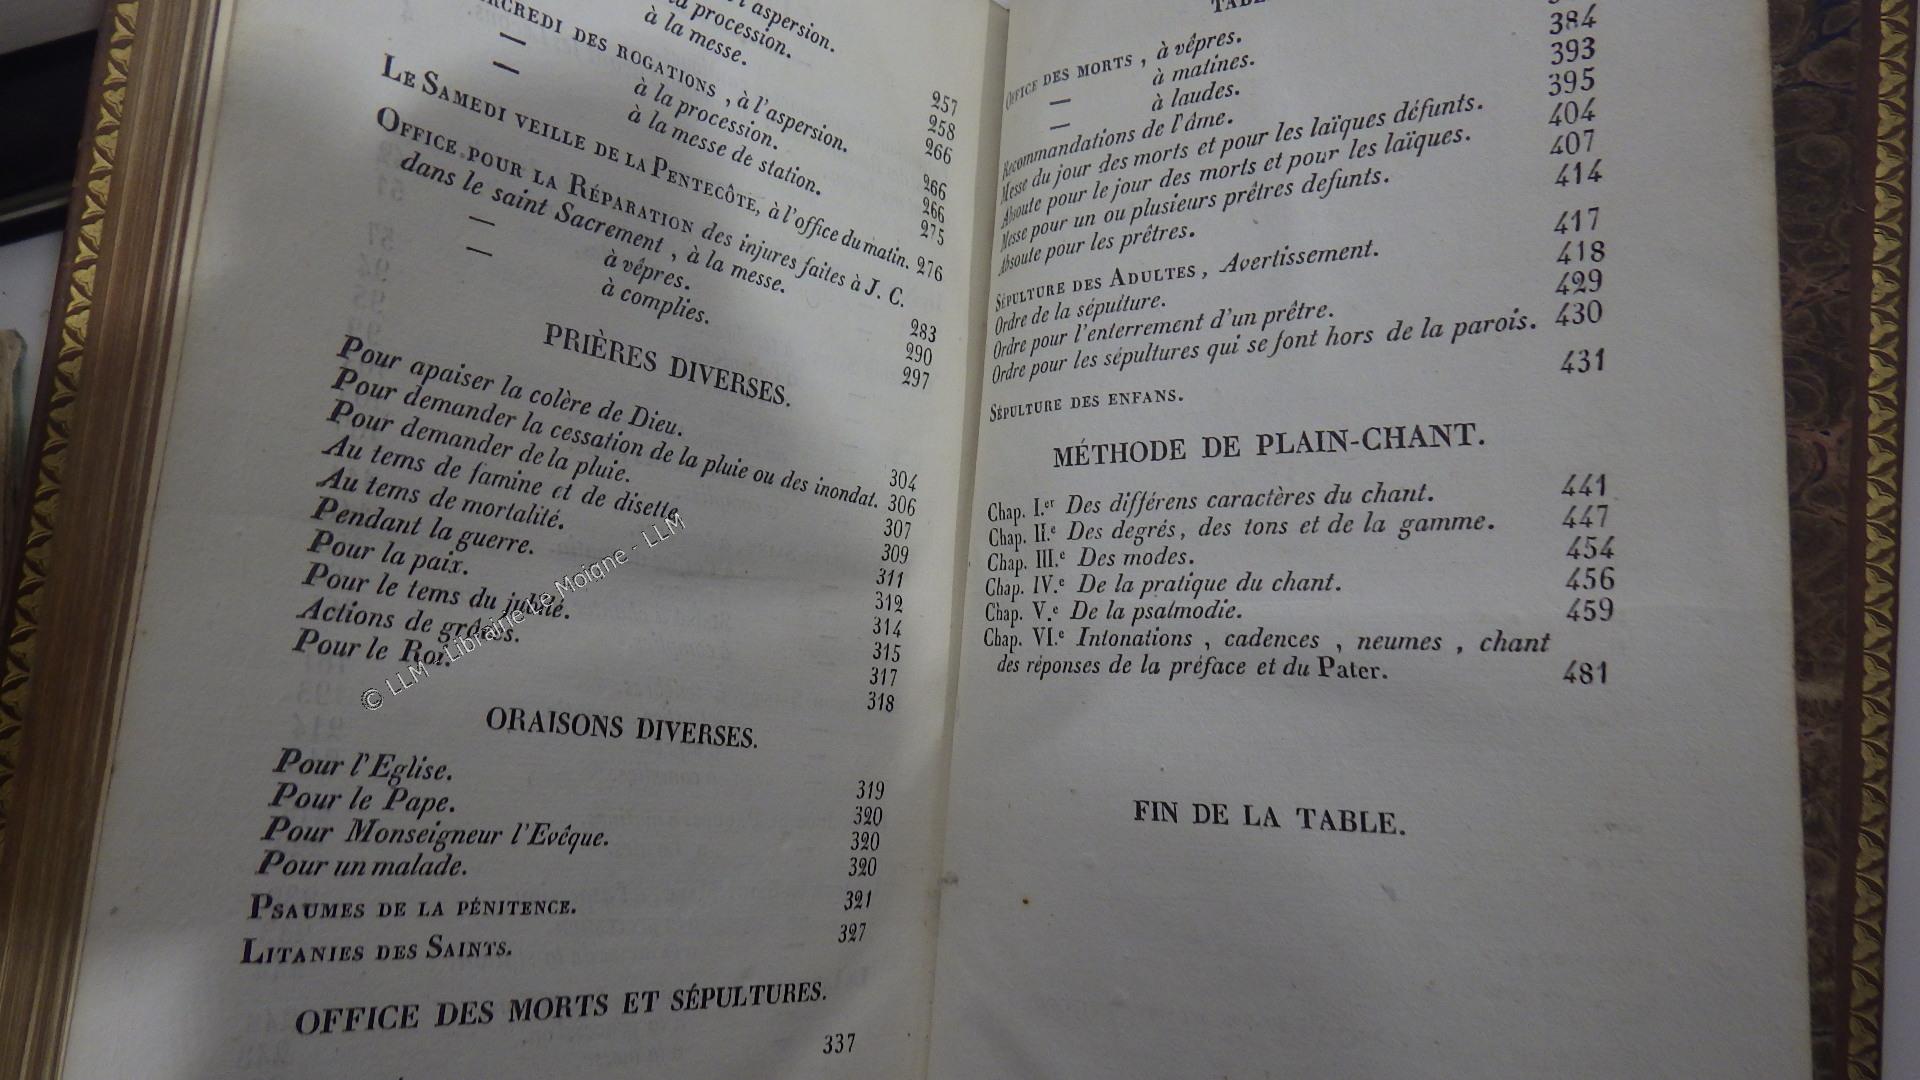 l'aspersion.
la procession.
à la messe.
CREDI DES ROGATIONS, à l'aspersion. 257
— à la procession. 258
— à la messe de station. 266
LE SAMEDI VEILLE DE LA PENTECÔTE, à l'office du matin. 276
OFFICE POUR LA RÉPARATION des injures faites à J. C.
dans le saint Sacrement, à la messe. 283
— à vêpres. 290
— à complies. 297
266
266
275
PRIÈRES DIVERSES.
Pour apaiser la colère de Dieu. 304
Pour demander la cessation de la pluie ou des inondat. 306
Pour demander de la pluie. 307
Au tems de famine et de disette. 309
Au tems de mortalité. 311
Pendant la guerre. 312
Pour la paix. 314
Pour le tems du jubilé. 315
Actions de grâces. 317
Pour le Roi. 318
© LLM - Librairie Le Moigne - LLM
ORAISONS DIVERSES.
Pour l'Eglise. 319
Pour le Pape. 320
Pour Monseigneur l'Evêque. 320
Pour un malade. 320
PSAUMES DE LA PÉNITENCE. 321
LITANIES DES SAINTS. 327
OFFICE DES MORTS ET SÉPULTURES.
337
OFFICE DES MORTS, à vêpres.
— à matines. 384
— à laudes. 393
Recommandations de l'âme. 395
Messe du jour des morts et pour les laïques défunts. 404
Absoute pour le jour des morts et pour les laïques. 407
Messe pour un ou plusieurs prêtres defunts. 414
Absoute pour les prêtres.
SÉPULTURE DES ADULTES, Avertissement. 417
Ordre de la sépulture. 418
Ordre pour l'enterrement d'un prêtre. 429
Ordre pour les sépultures qui se font hors de la parois. 430
SÉPULTURE DES ENFANS. 431
MÉTHODE DE PLAIN-CHANT.
Chap. I.er Des différens caractères du chant. 441
Chap. II.e Des degrés, des tons et de la gamme. 447
Chap. III.e Des modes. 454
Chap. IV.e De la pratique du chant. 456
Chap. V.e De la psalmodie. 459
Chap. VI.e Intonations, cadences, neumes, chant
des réponses de la préface et du Pater. 481
FIN DE LA TABLE.